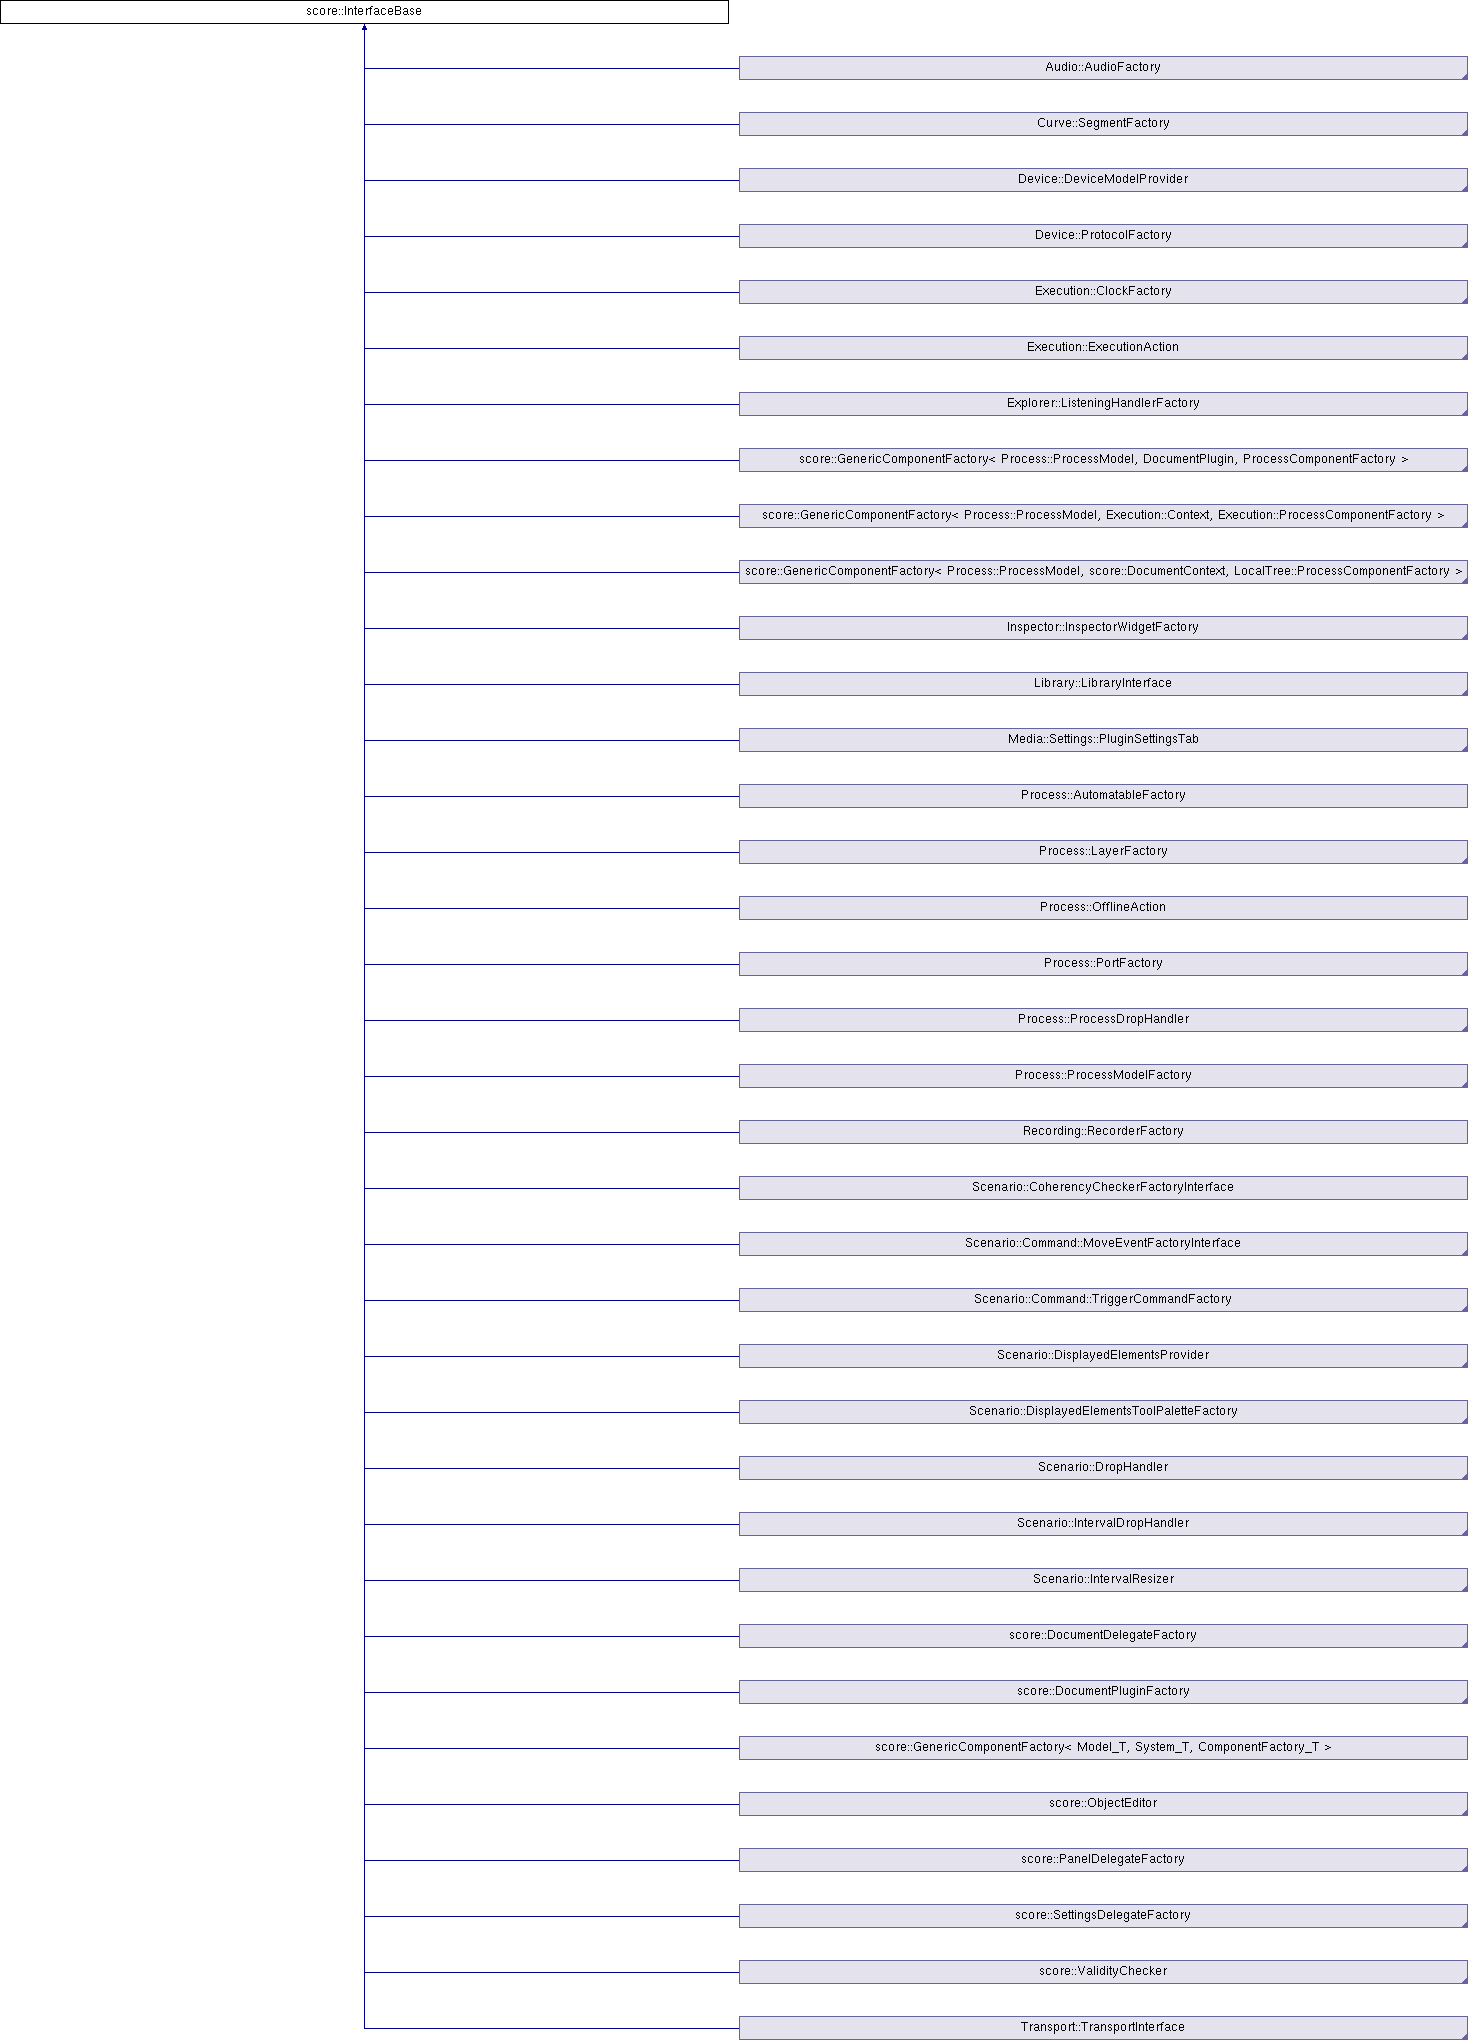 score::InterfaceBase
Audio::AudioFactory
Curve::SegmentFactory
Device::DeviceModelProvider
Device::ProtocolFactory
Execution::ClockFactory
Execution::ExecutionAction
Explorer::ListeningHandlerFactory
score::GenericComponentFactory< Process::ProcessModel, DocumentPlugin, ProcessComponentFactory >
score::GenericComponentFactory< Process::ProcessModel, Execution::Context, Execution::ProcessComponentFactory >
score::GenericComponentFactory< Process::ProcessModel, score::DocumentContext, LocalTree::ProcessComponentFactory >
Inspector::InspectorWidgetFactory
Library::LibraryInterface
Media::Settings::PluginSettingsTab
Process::AutomatableFactory
Process::LayerFactory
Process::OfflineAction
Process::PortFactory
Process::ProcessDropHandler
Process::ProcessModelFactory
Recording::RecorderFactory
Scenario::CoherencyCheckerFactoryInterface
Scenario::Command::MoveEventFactoryInterface
Scenario::Command::TriggerCommandFactory
Scenario::DisplayedElementsProvider
Scenario::DisplayedElementsToolPaletteFactory
Scenario::DropHandler
Scenario::IntervalDropHandler
Scenario::IntervalResizer
score::DocumentDelegateFactory
score::DocumentPluginFactory
score::GenericComponentFactory< Model_T, System_T, ComponentFactory_T >
score::ObjectEditor
score::PanelDelegateFactory
score::SettingsDelegateFactory
score::ValidityChecker
Transport::TransportInterface